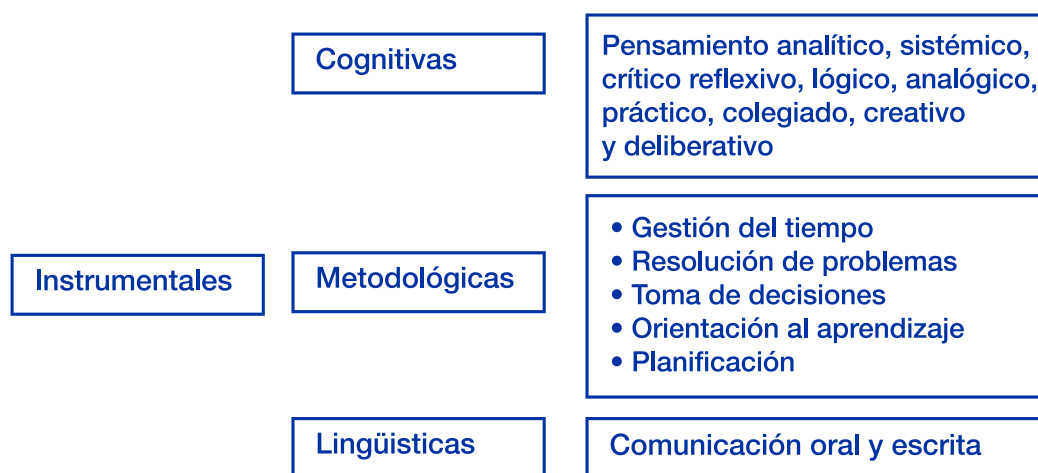 Cognitivas
Pensamiento analítico, sistémico,
crítico reflexivo, lógico, analógico,
práctico, colegiado, creativo
y deliberativo
Instrumentales
Metodológicas
• Gestión del tiempo
• Resolución de problemas
• Toma de decisiones
• Orientación al aprendizaje
• Planificación
Lingüisticas
Comunicación oral y escrita